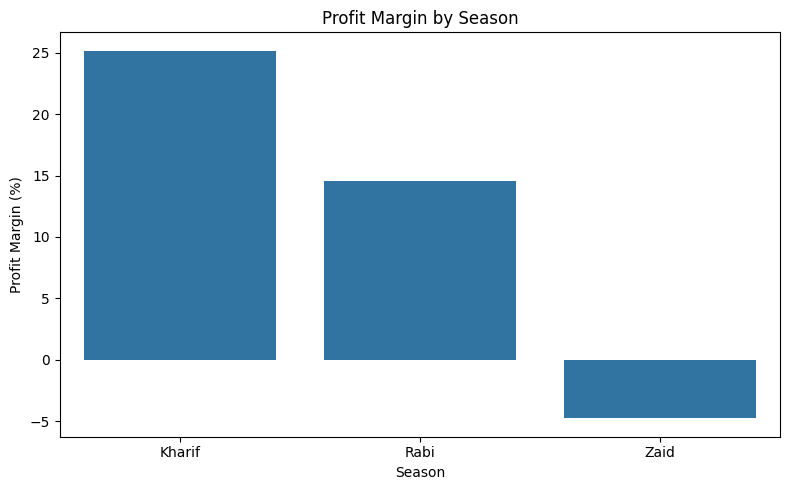 Profit Margin by Season
Profit Margin (%)
25
20
15
10
5
0
−5
Kharif
Rabi
Zaid
Season